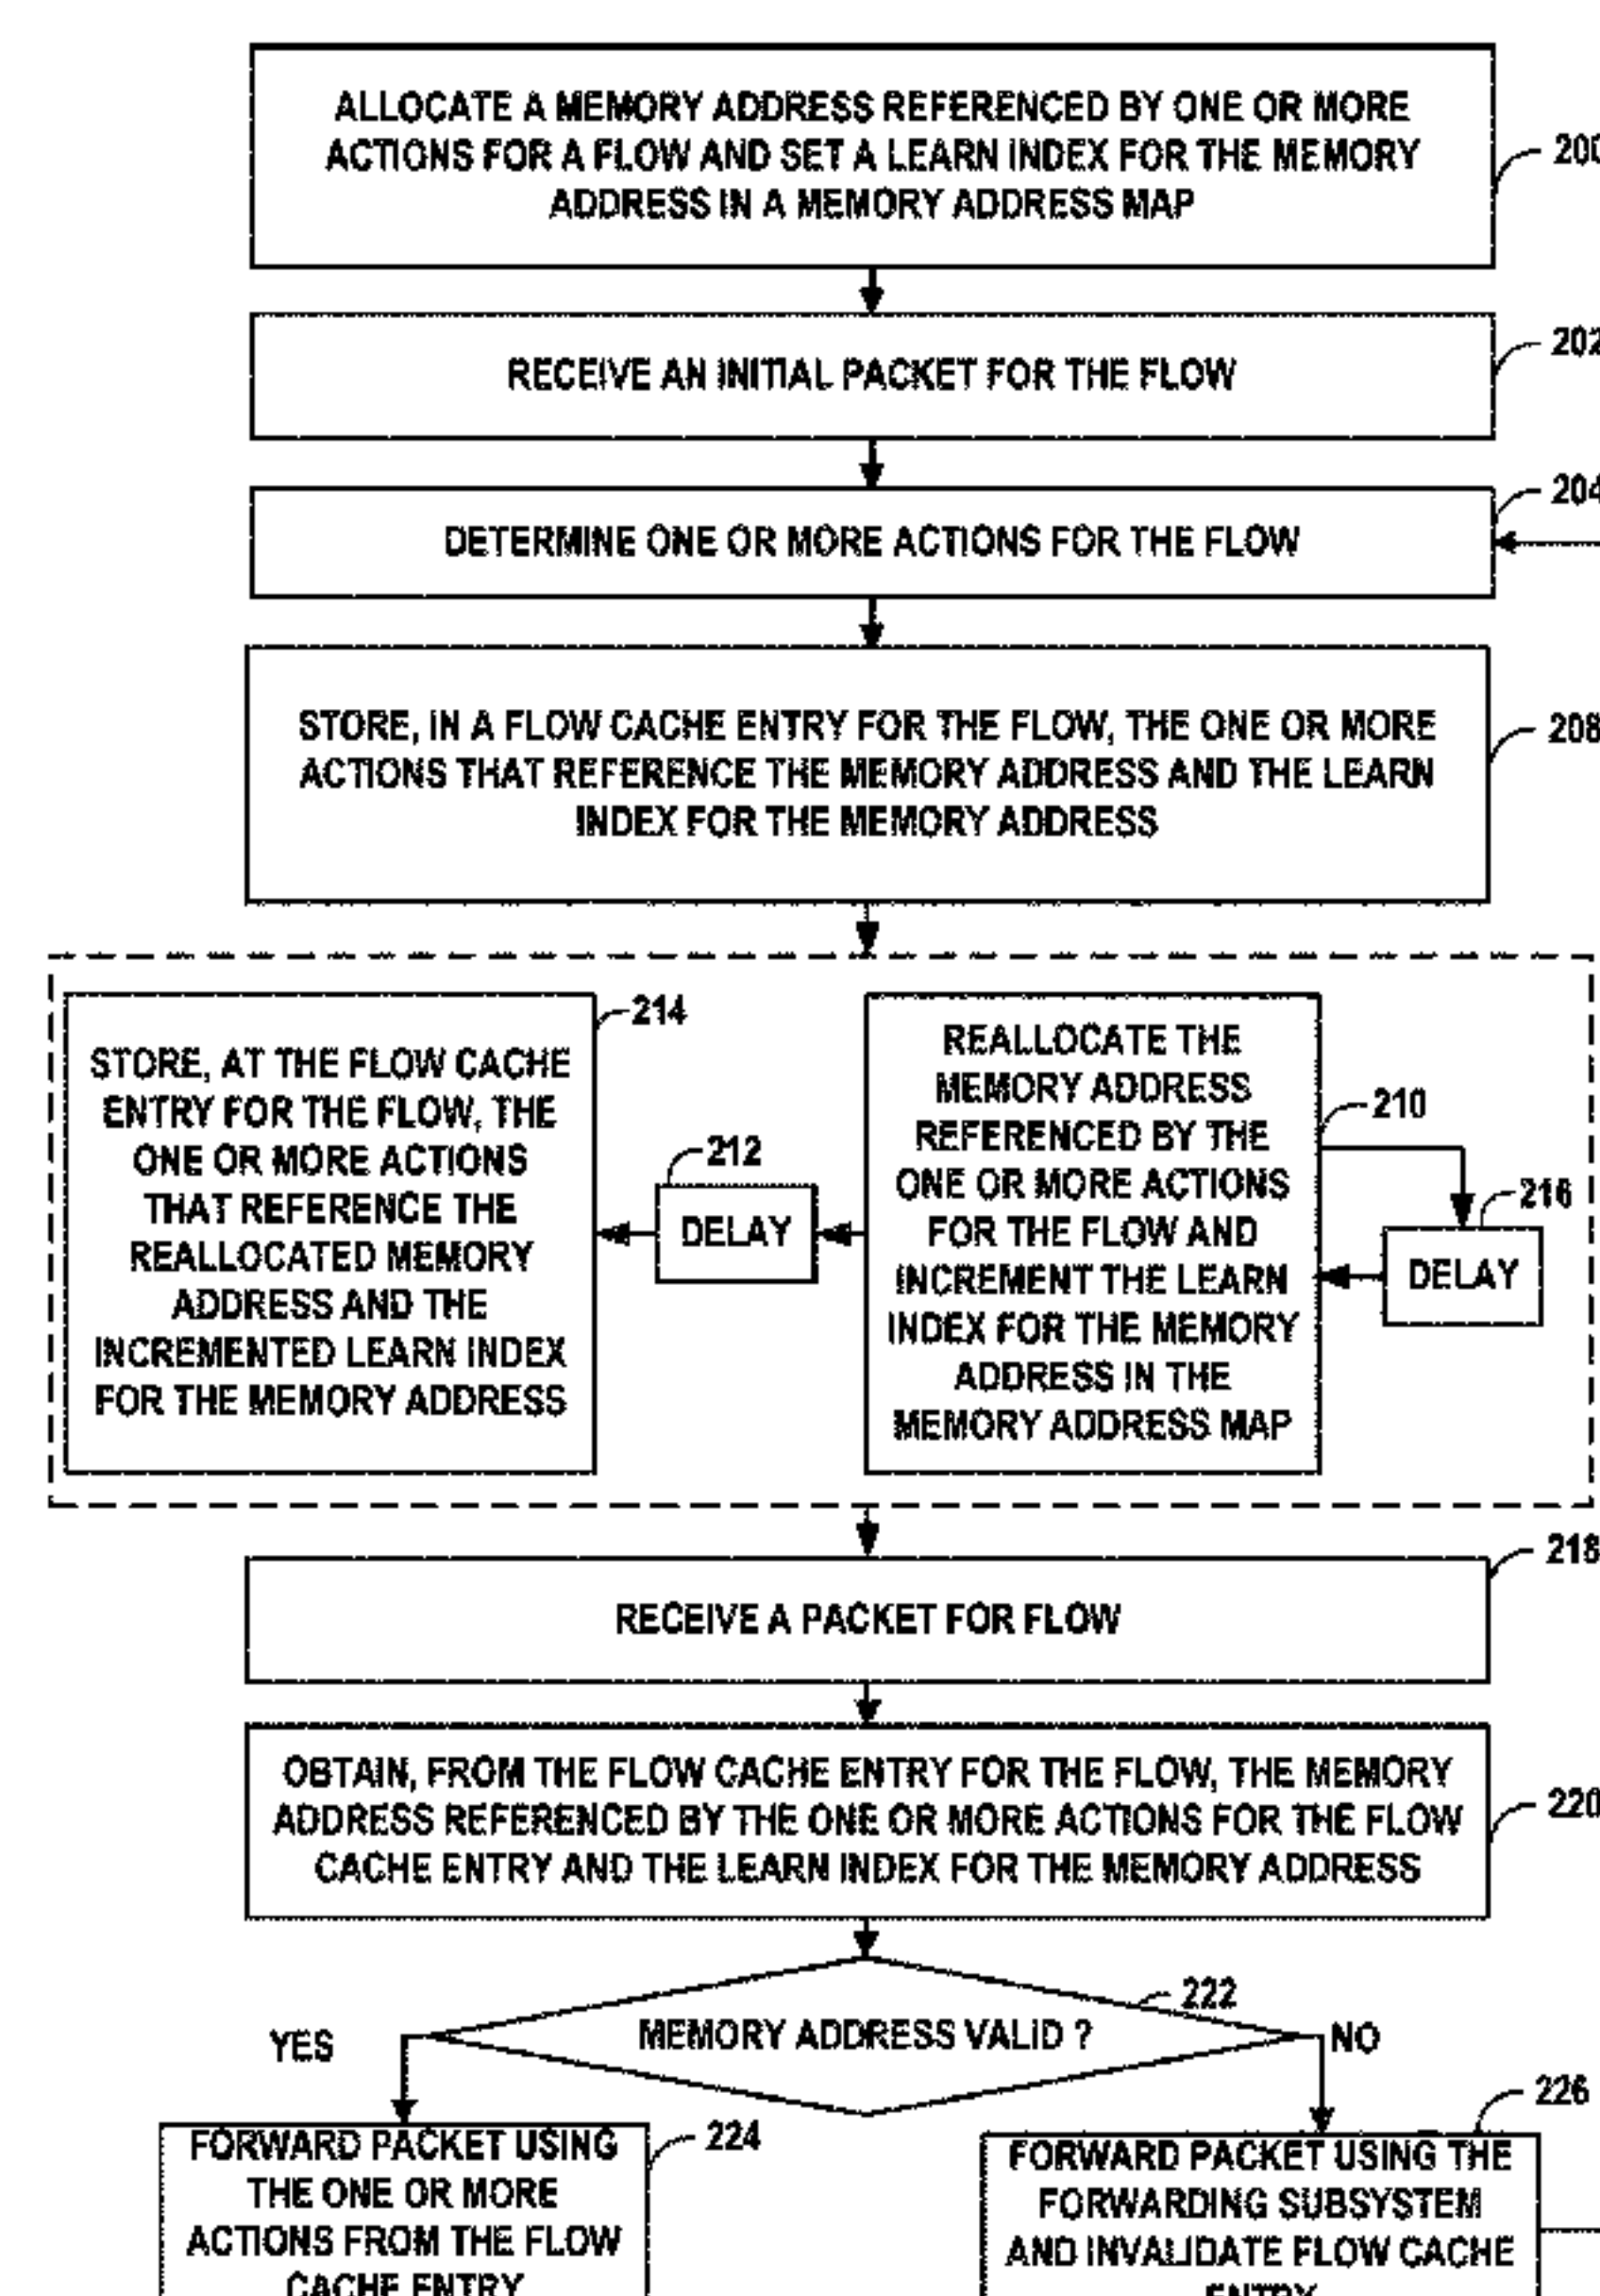 ALLOCATE A MEMORY ADDRESS REFERENCED BY ONE OR MORE
ACTIONS FOR A FLOW AND SET A LEARN INDEX FOR THE MEMORY
ADDRESS IN A MEMORY ADDRESS MAP
200
RECEIVE AN INITIAL PACKET FOR THE FLOW
202
DETERMINE ONE OR MORE ACTIONS FOR THE FLOW
204
STORE, IN A FLOW CACHE ENTRY FOR THE FLOW, THE ONE OR MORE
ACTIONS THAT REFERENCE THE MEMORY ADDRESS AND THE LEARN
INDEX FOR THE MEMORY ADDRESS
208
STORE, AT THE FLOW CACHE
ENTRY FOR THE FLOW, THE
ONE OR MORE ACTIONS
THAT REFERENCE THE
REALLOCATED MEMORY
ADDRESS AND THE
INCREMENTED LEARN INDEX
FOR THE MEMORY ADDRESS
214
212
DELAY
REALLOCATE THE
MEMORY ADDRESS
REFERENCED BY THE
ONE OR MORE ACTIONS
FOR THE FLOW AND
INCREMENT THE LEARN
INDEX FOR THE MEMORY
ADDRESS IN THE
MEMORY ADDRESS MAP
210
216
DELAY
RECEIVE A PACKET FOR FLOW
218
OBTAIN, FROM THE FLOW CACHE ENTRY FOR THE FLOW, THE MEMORY
ADDRESS REFERENCED BY THE ONE OR MORE ACTIONS FOR THE FLOW
CACHE ENTRY AND THE LEARN INDEX FOR THE MEMORY ADDRESS
220
MEMORY ADDRESS VALID ?
222
YES
NO
FORWARD PACKET USING
THE ONE OR MORE
ACTIONS FROM THE FLOW
CACHE ENTRY
224
FORWARD PACKET USING THE
FORWARDING SUBSYSTEM
AND INVALIDATE FLOW CACHE
ENTRY
226